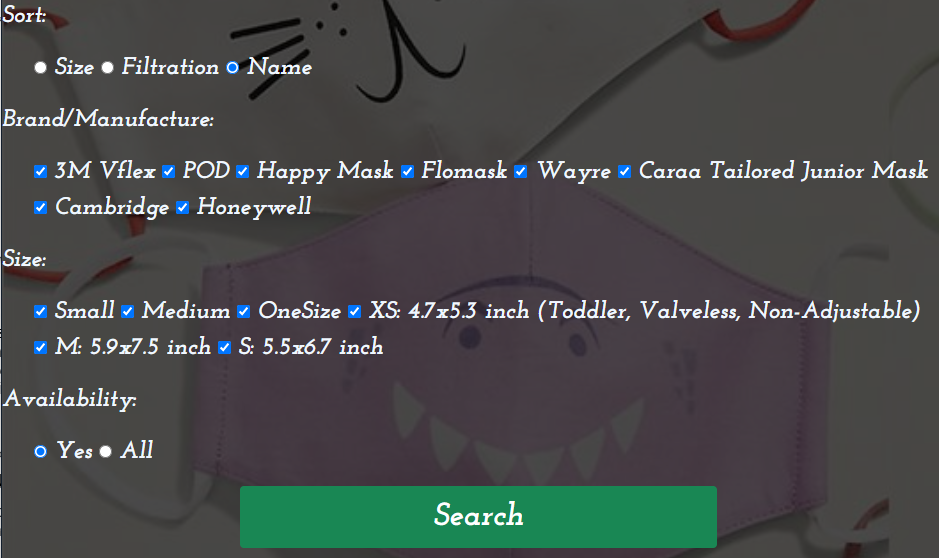 Sort:
Size Filtration Name
Brand/Manufacture:
3M Vflex POD Happy Mask Flomask Wayre Caraa Tailored Junior Mask
Cambridge Honeywell
Size:
Small Medium OneSize XS: 4.7x5.3 inch (Toddler, Valveless, Non-Adjustable)
M: 5.9x7.5 inch S: 5.5x6.7 inch
Availability:
Yes All
Search